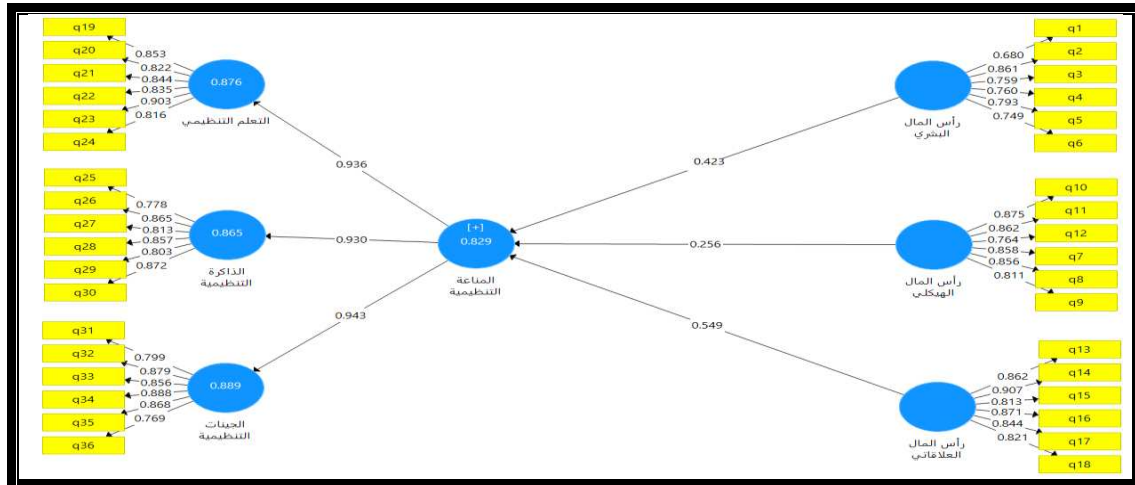 q19
q20
q21
q22
q23
q24
0.853
0.822
0.844
0.835
0.903
0.816
0.876
التعلم التنظيمي
q25
q26
q27
q28
q29
q30
0.778
0.865
0.813
0.857
0.803
0.872
0.865
الذاكرة
التنظيمية
q31
q32
q33
q34
q35
q36
0.799
0.879
0.856
0.888
0.868
0.769
0.889
الجينات
التنظيمية
0.936
0.930
0.943
[+]
0.829
المناعة
التنظيمية
0.423
0.256
0.549
رأس المال
البشري
0.680
0.861
0.759
0.760
0.793
0.749
q1
q2
q3
q4
q5
q6
رأس المال
الهيكلي
0.875
0.862
0.764
0.858
0.856
0.811
q10
q11
q12
q7
q8
q9
رأس المال
العلاقاتي
0.862
0.907
0.813
0.871
0.844
0.821
q13
q14
q15
q16
q17
q18